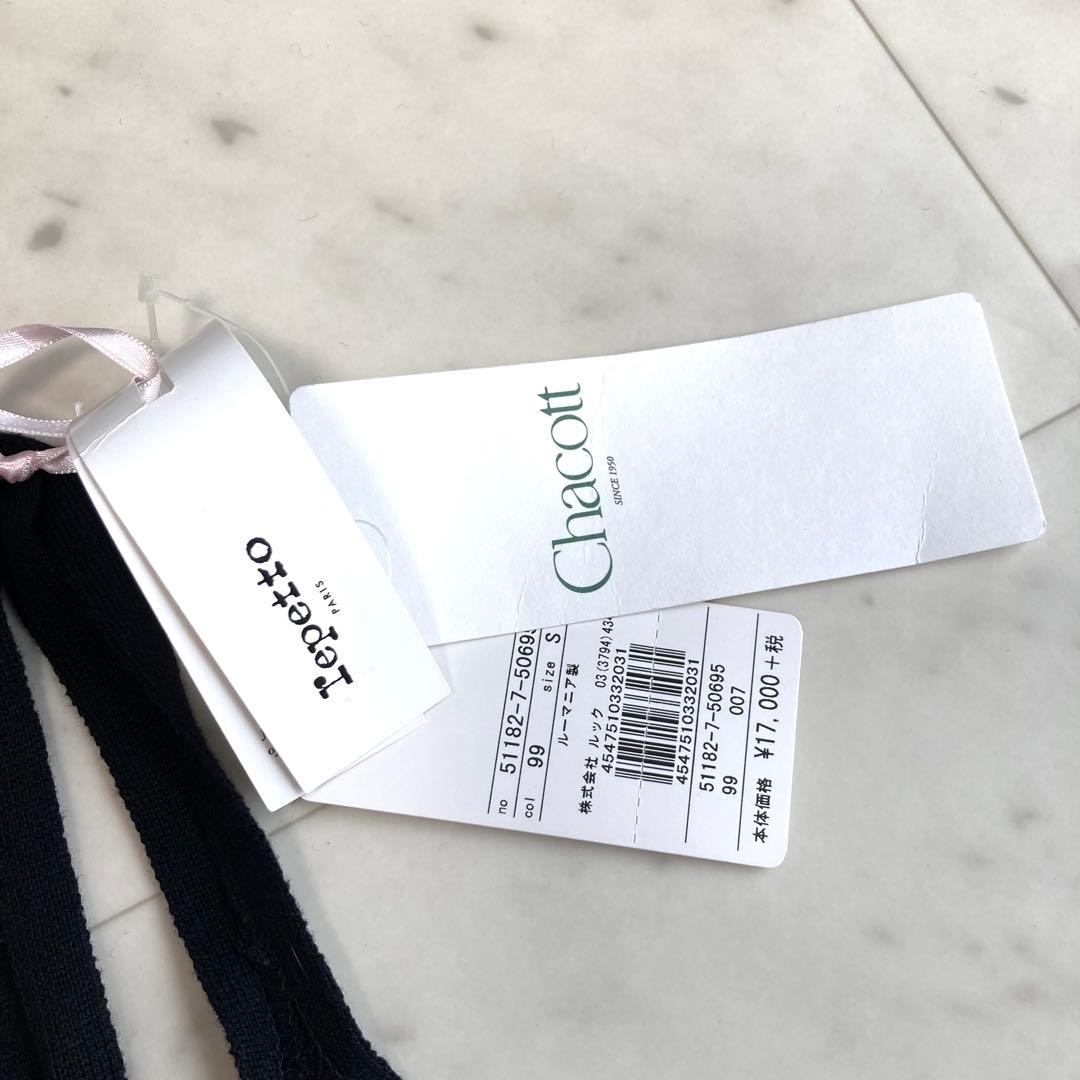 repetto
PARIS
Chacott
SINCE 1950
no 51182-7-50695
col 99 size S
ルーマニア製
株式会社 ルック 03(3794)
4547510332031
4547510332031
51182-7-50695
99 007
本体価格 ¥17,000+税